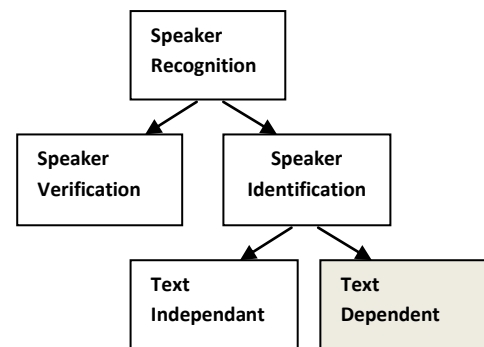 Speaker
Recognition
Speaker
Verification
Speaker
Identification
Text
Independant
Text
Dependent